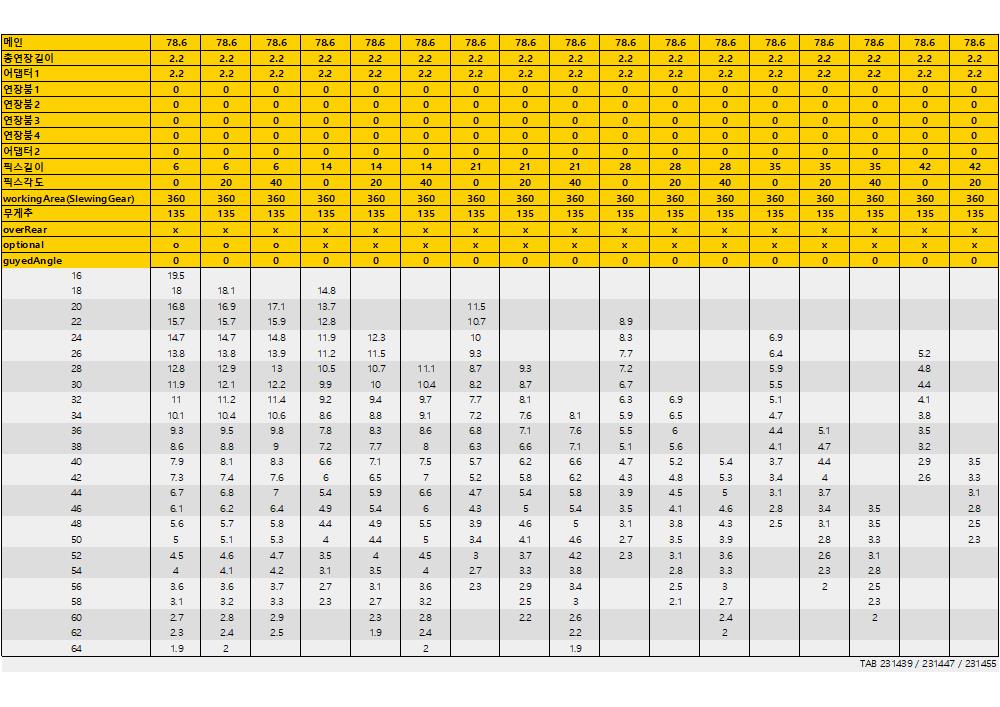 메인 78.6 78.6 78.6 78.6 78.6 78.6 78.6 78.6 78.6 78.6 78.6 78.6 78.6 78.6 78.6 78.6 78.6
총연장길이 2.2 2.2 2.2 2.2 2.2 2.2 2.2 2.2 2.2 2.2 2.2 2.2 2.2 2.2 2.2 2.2 2.2
어댑터1 2.2 2.2 2.2 2.2 2.2 2.2 2.2 2.2 2.2 2.2 2.2 2.2 2.2 2.2 2.2 2.2 2.2
연장붐1 0 0 0 0 0 0 0 0 0 0 0 0 0 0 0 0 0
연장붐2 0 0 0 0 0 0 0 0 0 0 0 0 0 0 0 0 0
연장붐3 0 0 0 0 0 0 0 0 0 0 0 0 0 0 0 0 0
연장붐4 0 0 0 0 0 0 0 0 0 0 0 0 0 0 0 0 0
어댑터2 0 0 0 0 0 0 0 0 0 0 0 0 0 0 0 0 0
픽스길이 6 6 6 14 14 14 21 21 21 28 28 28 35 35 35 42 42
픽스각도 0 20 40 0 20 40 0 20 40 0 20 40 0 20 40 0 20
workingArea(SlewingGear) 360 360 360 360 360 360 360 360 360 360 360 360 360 360 360 360 360
무게추 135 135 135 135 135 135 135 135 135 135 135 135 135 135 135 135 135
overRear x x x x x x x x x x x x x x x x x
optional o o o x x x x x x x x x x x x x x
guyedAngle 0 0 0 0 0 0 0 0 0 0 0 0 0 0 0 0 0
16 19.5
18 18 18.1 14.8
20 16.8 16.9 17.1 13.7 11.5
22 15.7 15.7 15.9 12.8 10.7 8.9
24 14.7 14.7 14.8 11.9 12.3 10 8.3 6.9
26 13.8 13.8 13.9 11.2 11.5 9.3 7.7 6.4 5.2
28 12.8 12.9 13 10.5 10.7 11.1 8.7 9.3 7.2 5.9 4.8
30 11.9 12.1 12.2 9.9 10 10.4 8.2 8.7 6.7 5.5 4.4
32 11 11.2 11.4 9.2 9.4 9.7 7.7 8.1 6.3 6.9 5.1 4.1
34 10.1 10.4 10.6 8.6 8.8 9.1 7.2 7.6 8.1 5.9 6.5 4.7 3.8
36 9.3 9.5 9.8 7.8 8.3 8.6 6.8 7.1 7.6 5.5 6 4.4 5.1 3.5
38 8.6 8.8 9 7.2 7.7 8 6.3 6.6 7.1 5.1 5.6 4.1 4.7 3.2
40 7.9 8.1 8.3 6.6 7.1 7.5 5.7 6.2 6.6 4.7 5.2 5.4 3.7 4.4 2.9 3.5
42 7.3 7.4 7.6 6 6.5 7 5.2 5.8 6.2 4.3 4.8 5.3 3.4 4 2.6 3.3
44 6.7 6.8 7 5.4 5.9 6.6 4.7 5.4 5.8 3.9 4.5 5 3.1 3.7 3.1
46 6.1 6.2 6.4 4.9 5.4 6 4.3 5 5.4 3.5 4.1 4.6 2.8 3.4 3.5 2.8
48 5.6 5.7 5.8 4.4 4.9 5.5 3.9 4.6 5 3.1 3.8 4.3 2.5 3.1 3.5 2.5
50 5 5.1 5.3 4 4.4 5 3.4 4.1 4.6 2.7 3.5 3.9 2.8 3.3 2.3
52 4.5 4.6 4.7 3.5 4 4.5 3 3.7 4.2 2.3 3.1 3.6 2.6 3.1
54 4 4.1 4.2 3.1 3.5 4 2.7 3.3 3.8 2.8 3.3 2.3 2.8
56 3.6 3.6 3.7 2.7 3.1 3.6 2.3 2.9 3.4 2.5 3 2 2.5
58 3.1 3.2 3.3 2.3 2.7 3.2 2.5 3 2.1 2.7 2.3
60 2.7 2.8 2.9 2.3 2.8 2.2 2.6 2.4 2
62 2.3 2.4 2.5 1.9 2.4 2.2 2
64 1.9 2 2 1.9
TAB 231439 / 231447 / 231455